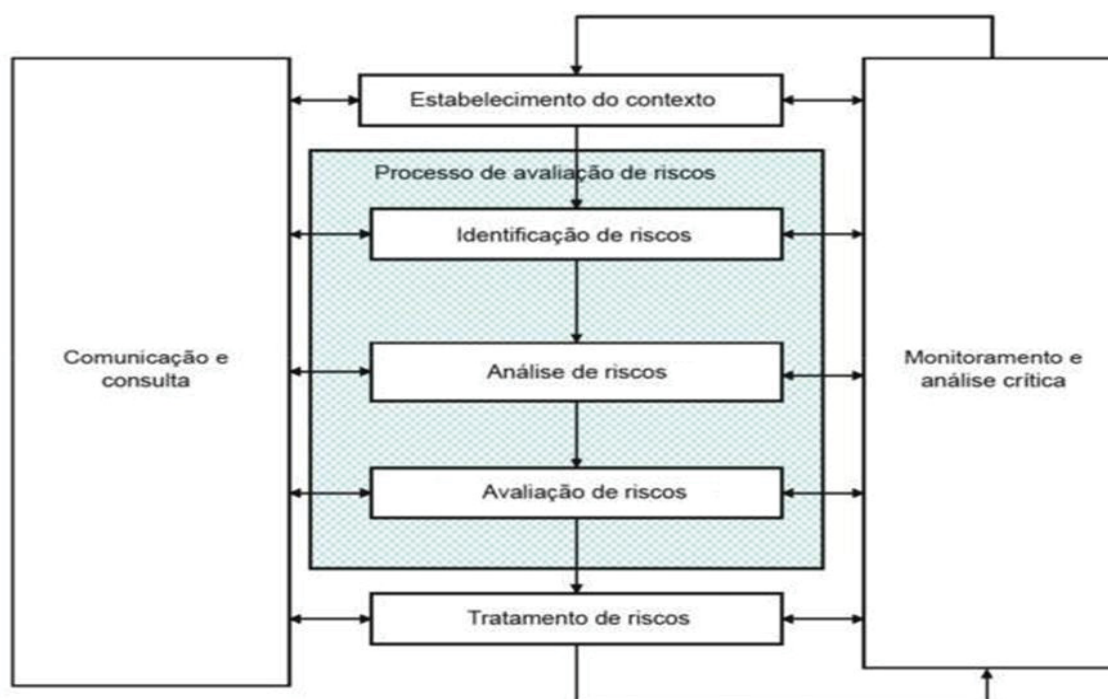 Estabelecimento do contexto
Processo de avaliação de riscos
Identificação de riscos
Comunicação e
consulta
Análise de riscos
Monitoramento e
análise crítica
Avaliação de riscos
Tratamento de riscos